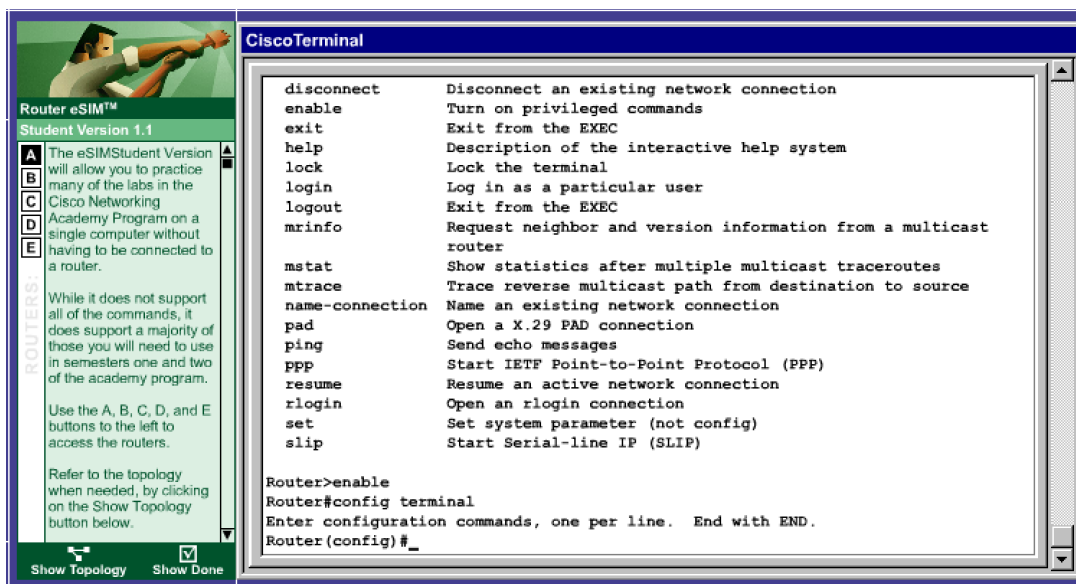 Router eSIM™
Student Version 1.1
A
B
C
D
E
ROUTERS:
The eSIMStudent Version
will allow you to practice
many of the labs in the
Cisco Networking
Academy Program on a
single computer without
having to be connected to
a router.
While it does not support
all of the commands, it
does support a majority of
those you will need to use
in semesters one and two
of the academy program.
Use the A, B, C, D, and E
buttons to the left to
access the routers.
Refer to the topology
when needed, by clicking
on the Show Topology
button below.
Show Topology
Show Done
CiscoTerminal
disconnect Disconnect an existing network connection
enable Turn on privileged commands
exit Exit from the EXEC
help Description of the interactive help system
lock Lock the terminal
login Log in as a particular user
logout Exit from the EXEC
mrinfo Request neighbor and version information from a multicast
router
mstat Show statistics after multiple multicast traceroutes
mtrace Trace reverse multicast path from destination to source
name-connection Name an existing network connection
pad Open a X.29 PAD connection
ping Send echo messages
ppp Start IETF Point-to-Point Protocol (PPP)
resume Resume an active network connection
rlogin Open an rlogin connection
set Set system parameter (not config)
slip Start Serial-line IP (SLIP)
Router>enable
Router#config terminal
Enter configuration commands, one per line. End with END.
Router(config)#_